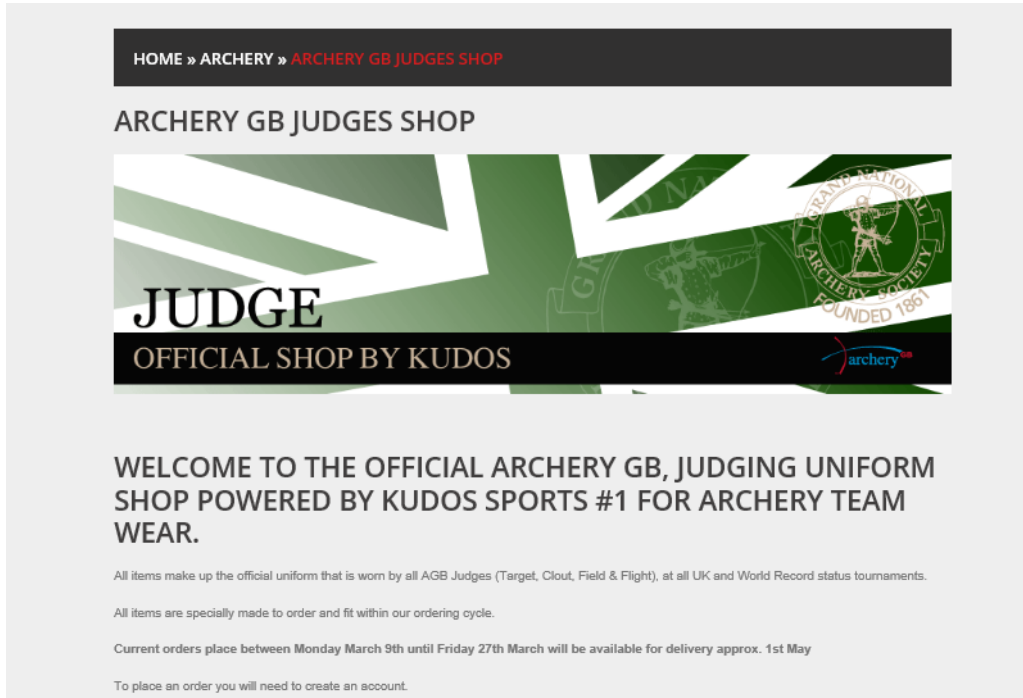 HOME » ARCHERY » ARCHERY GB JUDGES SHOP
ARCHERY GB JUDGES SHOP
GRAND NATIONAL ARCHERY SOCIETY
FOUNDED 1861
JUDGE
OFFICIAL SHOP BY KUDOS
archery GB
WELCOME TO THE OFFICIAL ARCHERY GB, JUDGING UNIFORM
SHOP POWERED BY KUDOS SPORTS #1 FOR ARCHERY TEAM
WEAR.
All items make up the official uniform that is worn by all AGB Judges (Target, Clout, Field & Flight), at all UK and World Record status tournaments.
All items are specially made to order and fit within our ordering cycle.
Current orders place between Monday March 9th until Friday 27th March will be available for delivery approx. 1st May
To place an order you will need to create an account.